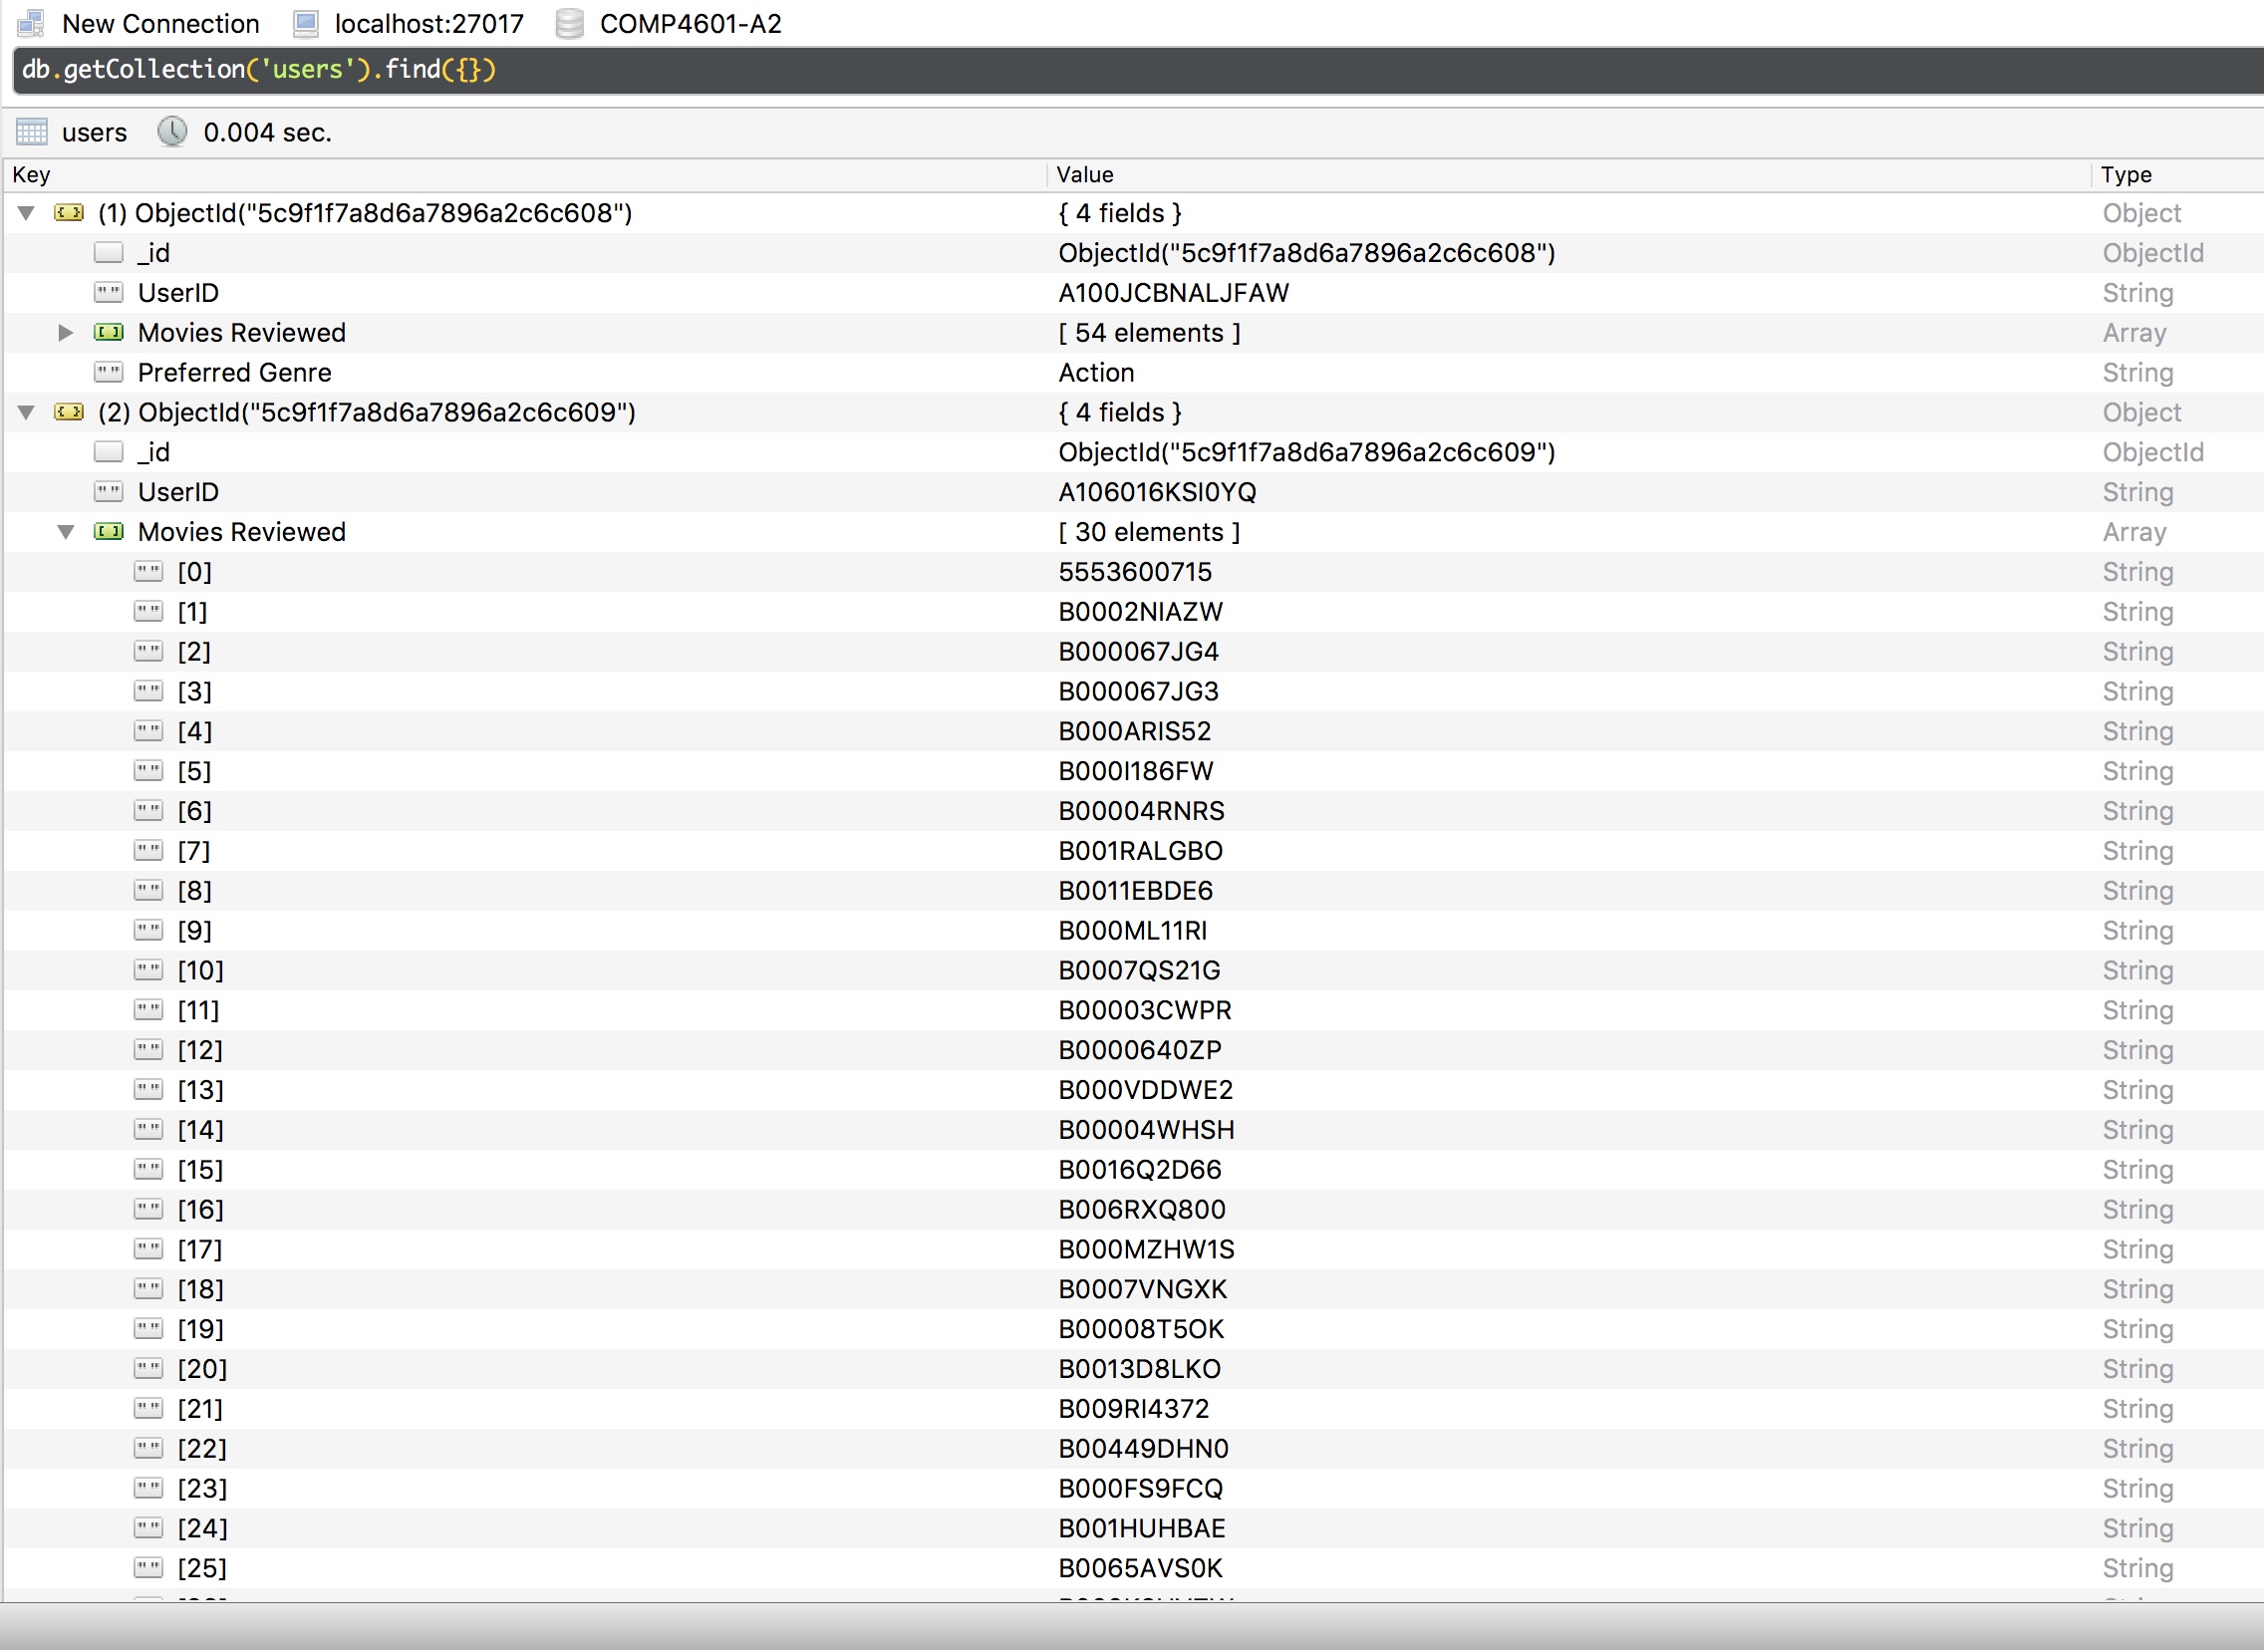 New Connection localhost:27017 COMP4601-A2
db.getCollection('users').find({})
users 0.004 sec.
Key Value Type
(1) ObjectId("5c9f1f7a8d6a7896a2c6c608") { 4 fields } Object
_id ObjectId("5c9f1f7a8d6a7896a2c6c608") ObjectId
UserID A100JCBNALJFAW String
Movies Reviewed [ 54 elements ] Array
Preferred Genre Action String
(2) ObjectId("5c9f1f7a8d6a7896a2c6c609") { 4 fields } Object
_id ObjectId("5c9f1f7a8d6a7896a2c6c609") ObjectId
UserID A106016KSI0YQ String
Movies Reviewed [ 30 elements ] Array
[0] 5553600715 String
[1] B0002NIAZW String
[2] B000067JG4 String
[3] B000067JG3 String
[4] B000ARIS52 String
[5] B000I186FW String
[6] B00004RNRS String
[7] B001RALGBO String
[8] B0011EBDE6 String
[9] B000ML11RI String
[10] B0007QS21G String
[11] B00003CWPR String
[12] B0000640ZP String
[13] B000VDDWE2 String
[14] B00004WHSH String
[15] B0016Q2D66 String
[16] B006RXQ800 String
[17] B000MZHW1S String
[18] B0007VNGXK String
[19] B00008T5OK String
[20] B0013D8LKO String
[21] B009RI4372 String
[22] B00449DHN0 String
[23] B000FS9FCQ String
[24] B001HUHBAE String
[25] B0065AVS0K String